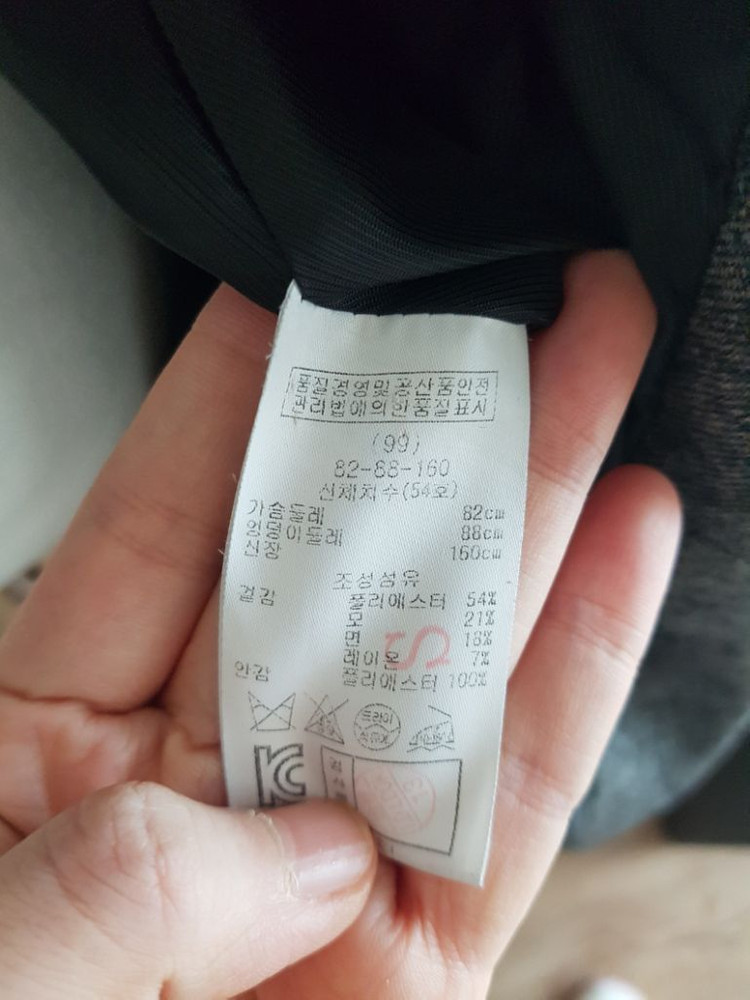 품질경영및공산품안전
관리법에의한품질표시
(99)
82-88-160
신체치수(54호)
가슴둘레 82cm
엉덩이둘레 88cm
신장 160cm
조성섬유
겉감 폴리에스터 54%
모 21%
면 18%
레이온 7%
안감 폴리에스터 100%
드라이
S